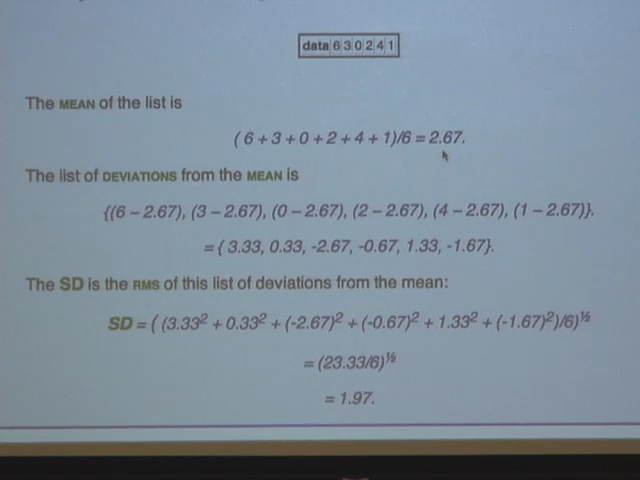 data 6 3 0 2 4 1
The MEAN of the list is
( 6 + 3 + 0 + 2 + 4 + 1)/6 = 2.67.
The list of DEVIATIONS from the MEAN is
{(6 – 2.67), (3 – 2.67), (0 – 2.67), (2 – 2.67), (4 – 2.67), (1 – 2.67)}.
= { 3.33, 0.33, -2.67, -0.67, 1.33, -1.67}.
The SD is the RMS of this list of deviations from the mean:
SD = ( (3.33² + 0.33² + (-2.67)² + (-0.67)² + 1.33² + (-1.67)²)/6)^½
= (23.33/6)^½
= 1.97.